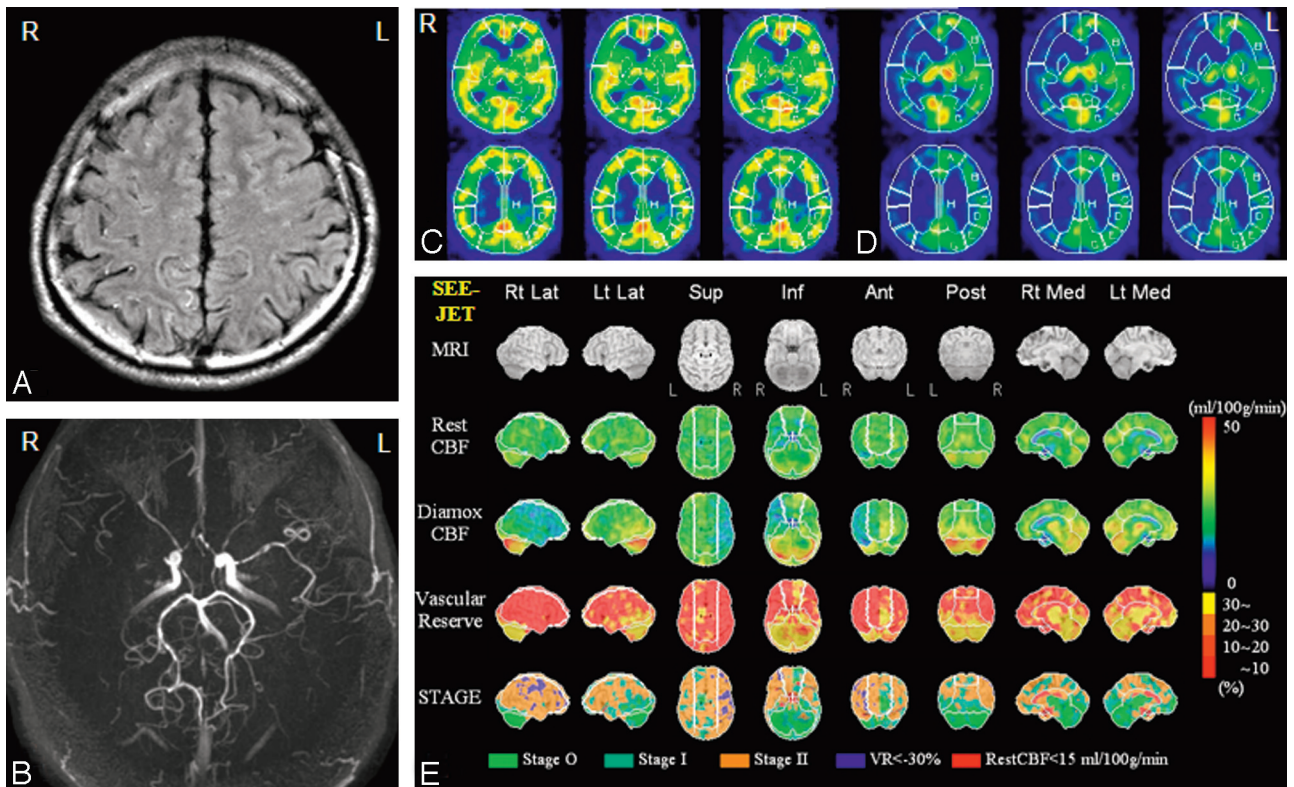 R L
A
R L
B
R L
C D
SEE-JET
Rt Lat Lt Lat Sup Inf Ant Post Rt Med Lt Med
MRI
L R R L R L L R
Rest CBF
Diamox CBF
Vascular Reserve
STAGE
(ml/100g/min)
50
0
30~
20~30
10~20
~10
(%)
E
Stage O Stage I Stage II VR<-30% RestCBF<15 ml/100g/min